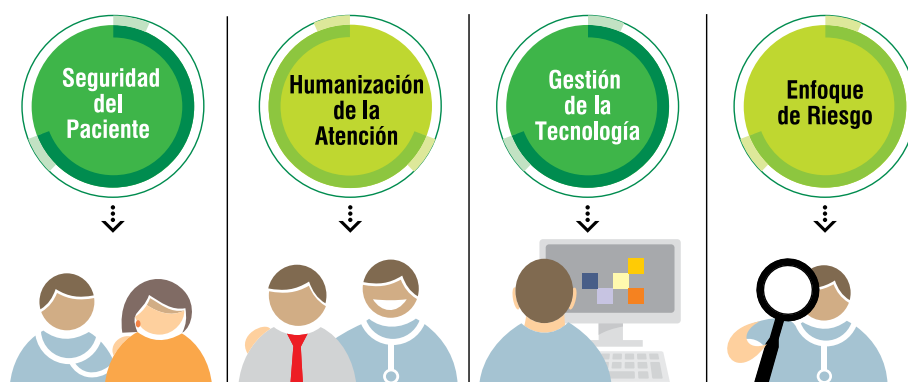 Seguridad
del
Paciente
Humanización
de la
Atención
Gestión
de la
Tecnología
Enfoque
de Riesgo